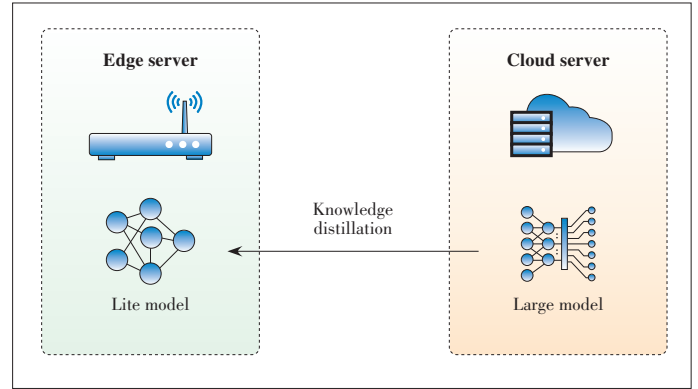 Edge server
Cloud server
Knowledge
distillation
Lite model
Large model